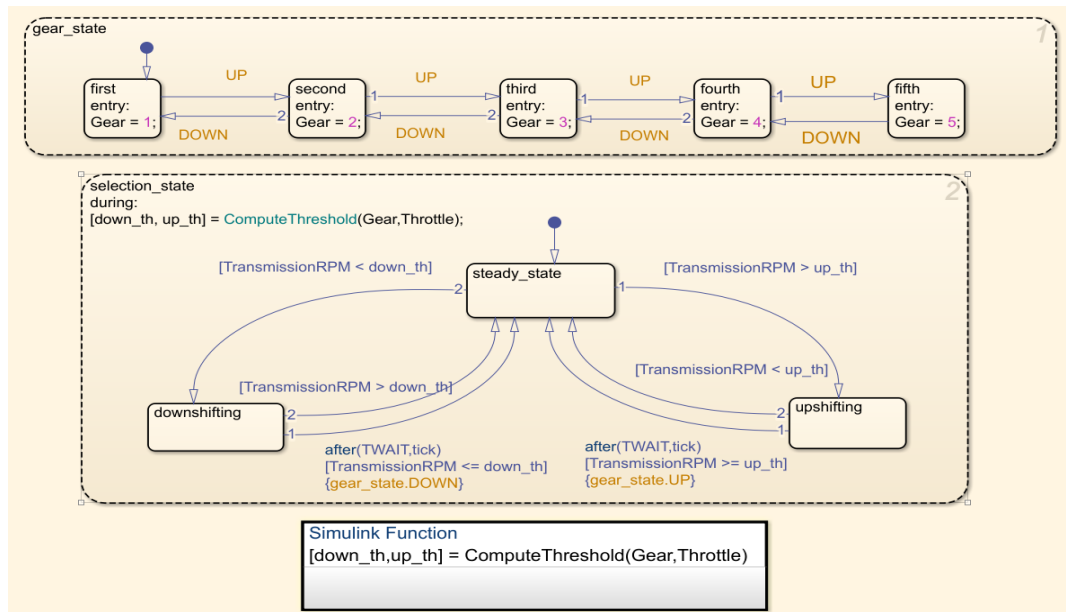 gear_state
1
UP
UP
UP
UP
first
entry:
Gear = 1;
second
entry:
Gear = 2;
third
entry:
Gear = 3;
fourth
entry:
Gear = 4;
fifth
entry:
Gear = 5;
1
1
1
2
2
2
DOWN
DOWN
DOWN
DOWN
selection_state
during:
[down_th, up_th] = ComputeThreshold(Gear,Throttle);
2
[TransmissionRPM < down_th]
steady_state
[TransmissionRPM > up_th]
2
1
[TransmissionRPM > down_th]
[TransmissionRPM < up_th]
downshifting
2
1
upshifting
2
1
after(TWAIT,tick)
[TransmissionRPM <= down_th]
{gear_state.DOWN}
after(TWAIT,tick)
[TransmissionRPM >= up_th]
{gear_state.UP}
Simulink Function
[down_th,up_th] = ComputeThreshold(Gear,Throttle)